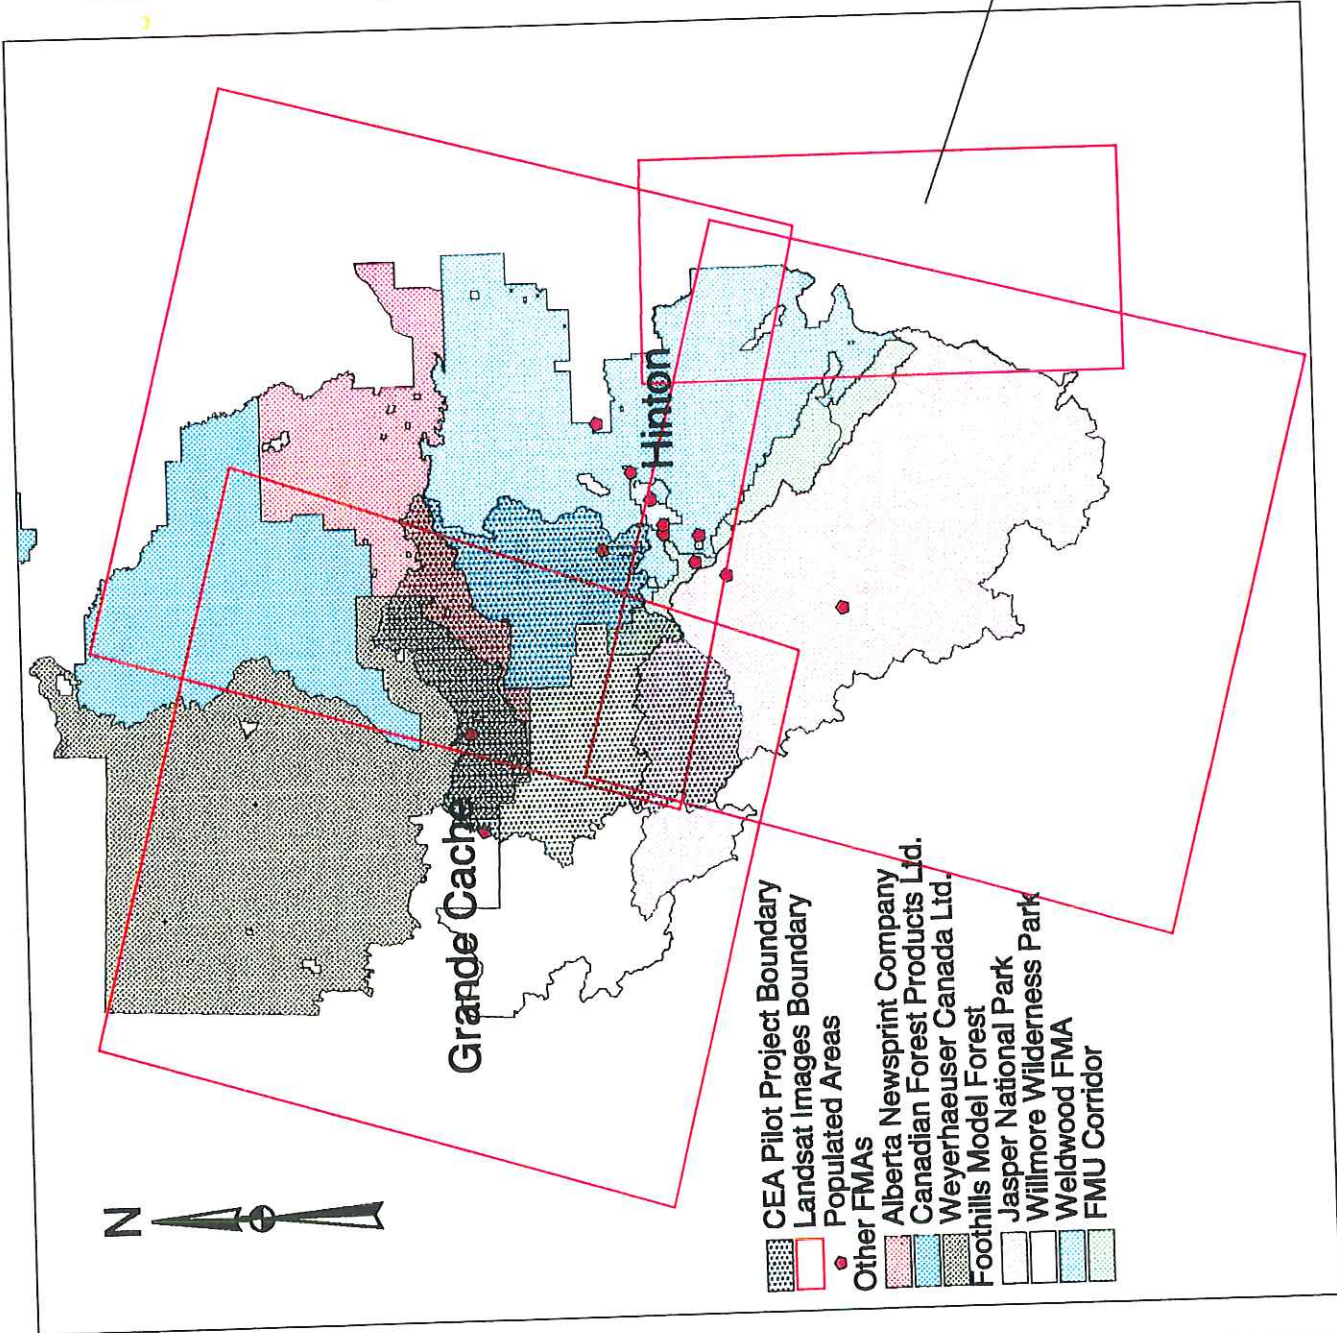 N
Grande Cache
Hinton
CEA Pilot Project Boundary
Landsat Images Boundary
Populated Areas
Other FMAs
Alberta Newsprint Company
Canadian Forest Products Ltd.
Weyerhaeuser Canada Ltd.
Foothills Model Forest
Jasper National Park
Willmore Wilderness Park
Weldwood FMA
FMU Corridor